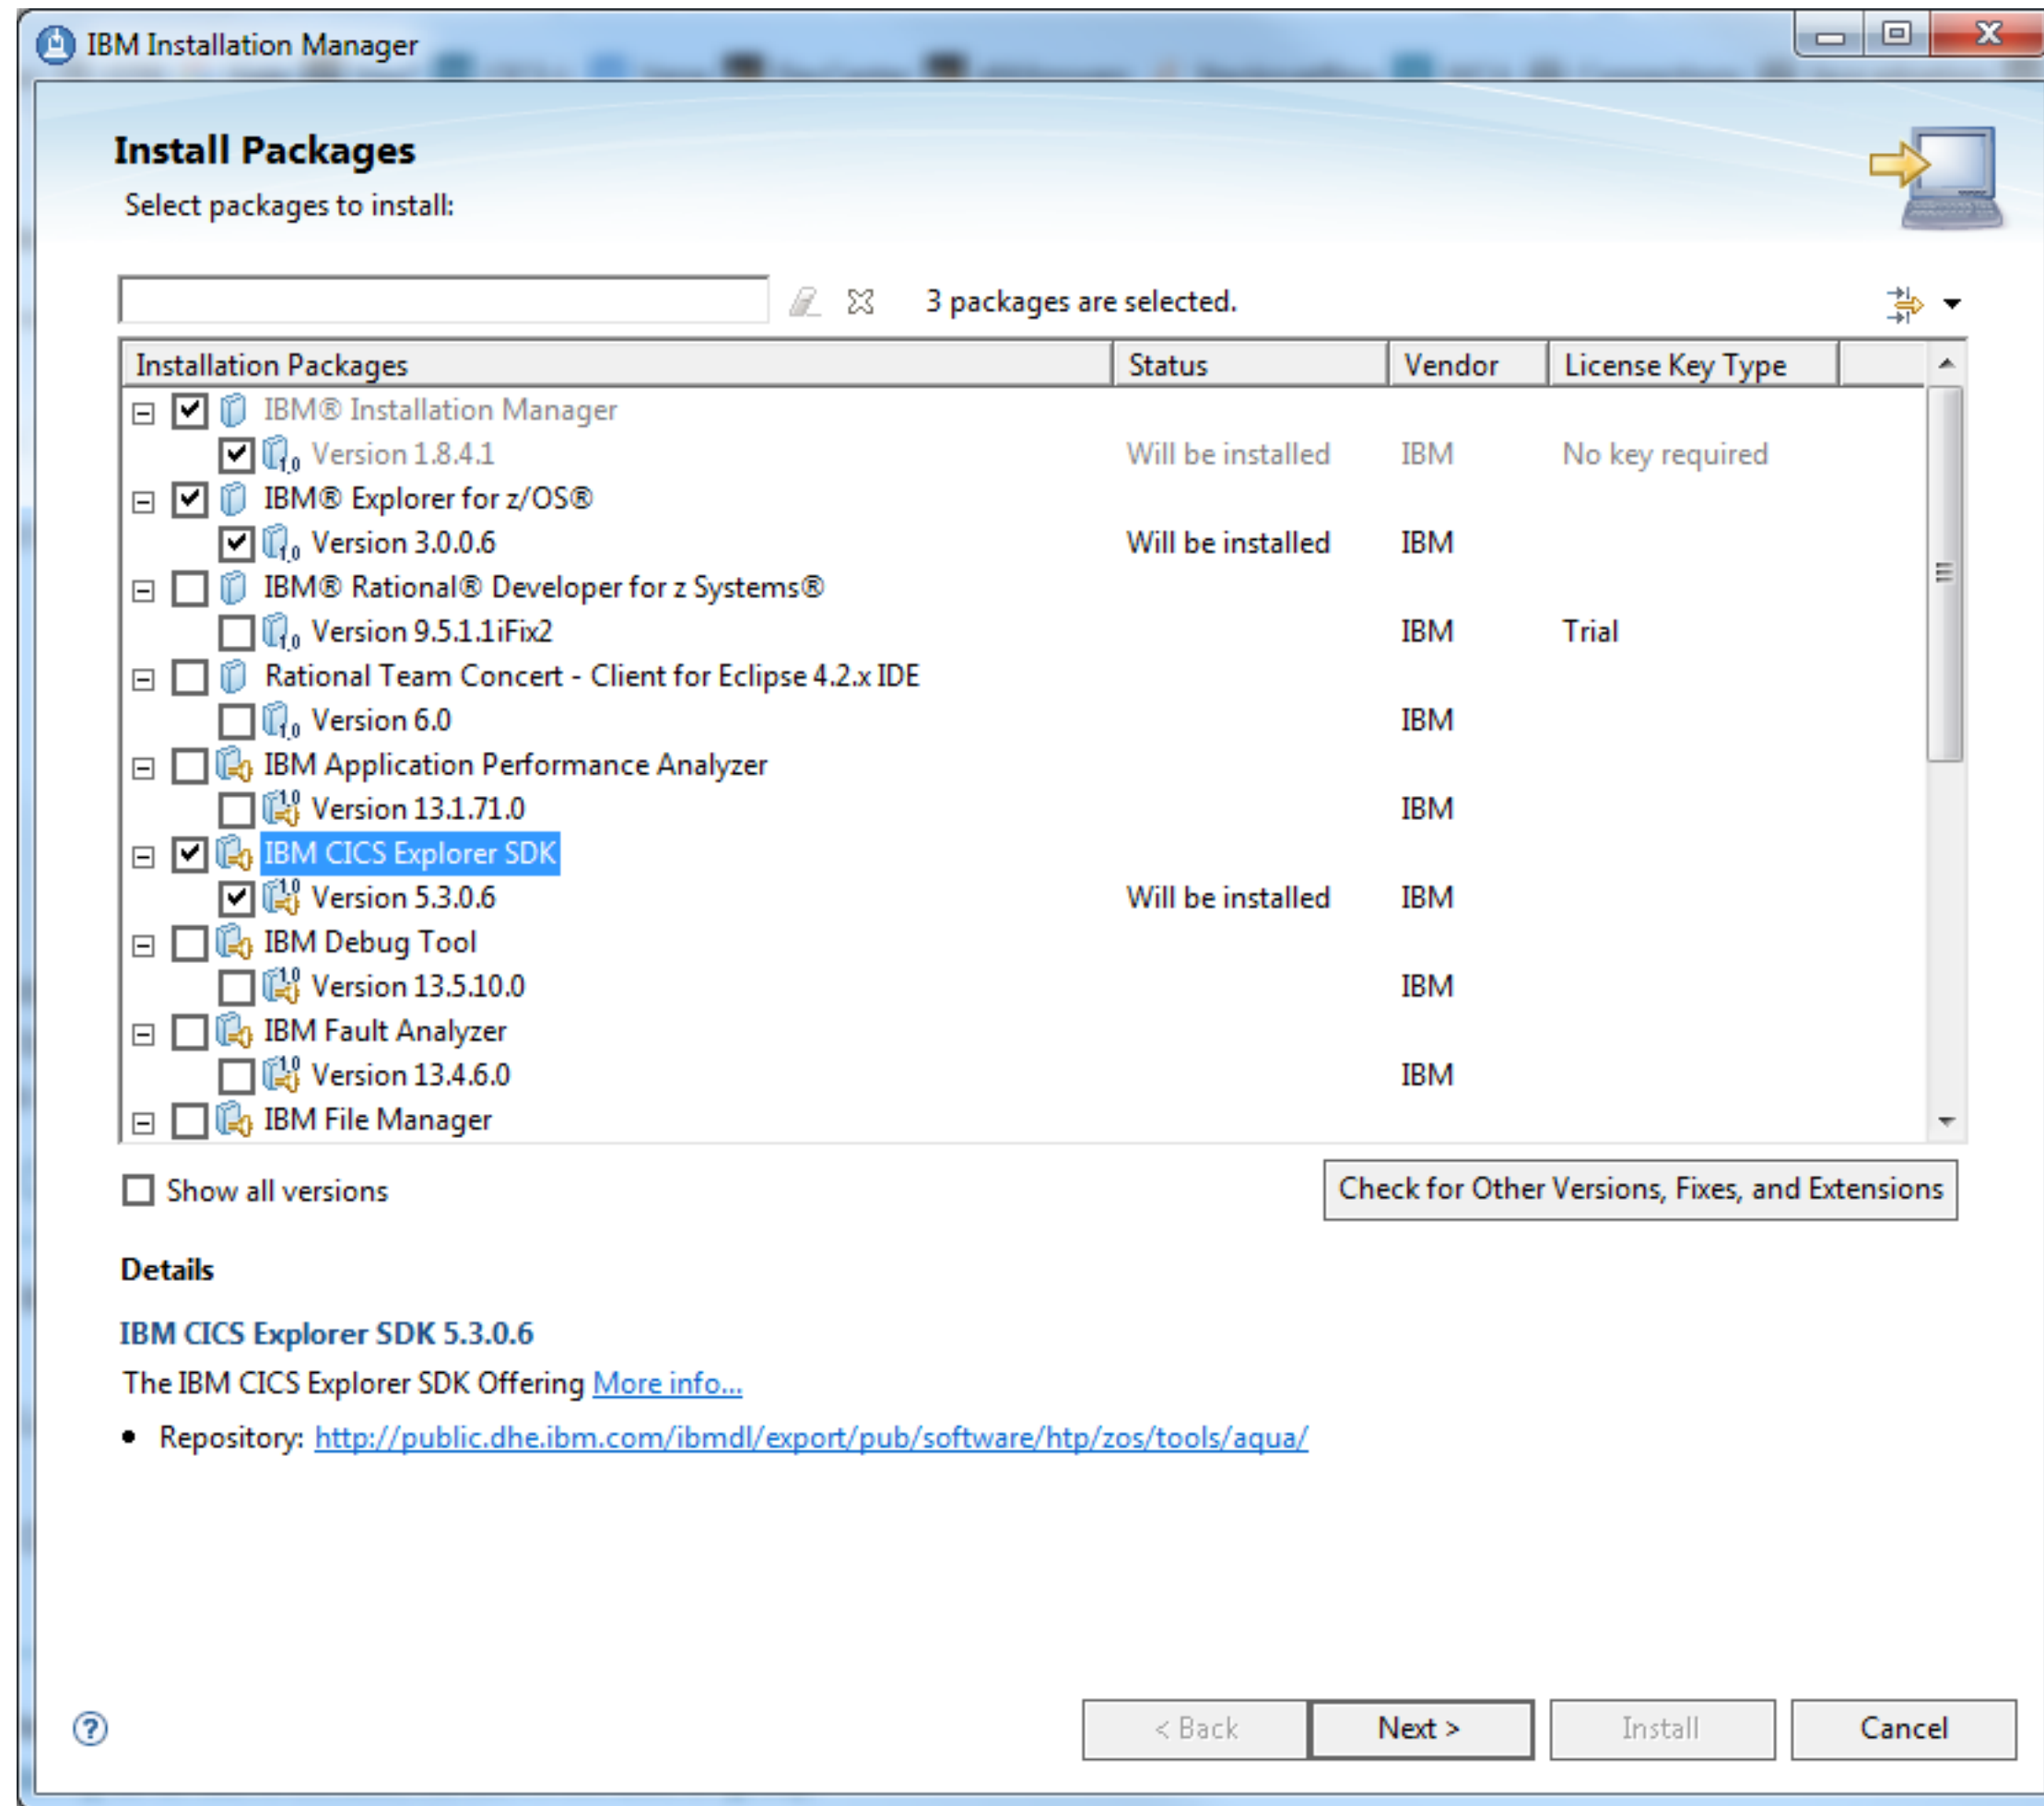 IBM Installation Manager
Install Packages
Select packages to install:
3 packages are selected.
Installation Packages Status Vendor License Key Type
IBM® Installation Manager
Version 1.8.4.1 Will be installed IBM No key required
IBM® Explorer for z/OS®
Version 3.0.0.6 Will be installed IBM
IBM® Rational® Developer for z Systems®
Version 9.5.1.1iFix2 IBM Trial
Rational Team Concert - Client for Eclipse 4.2.x IDE
Version 6.0 IBM
IBM Application Performance Analyzer
Version 13.1.71.0 IBM
IBM CICS Explorer SDK
Version 5.3.0.6 Will be installed IBM
IBM Debug Tool
Version 13.5.10.0 IBM
IBM Fault Analyzer
Version 13.4.6.0 IBM
IBM File Manager
Show all versions Check for Other Versions, Fixes, and Extensions
Details
IBM CICS Explorer SDK 5.3.0.6
The IBM CICS Explorer SDK Offering More info...
• Repository: http://public.dhe.ibm.com/ibmdl/export/pub/software/htp/zos/tools/aqua/
< Back Next > Install Cancel